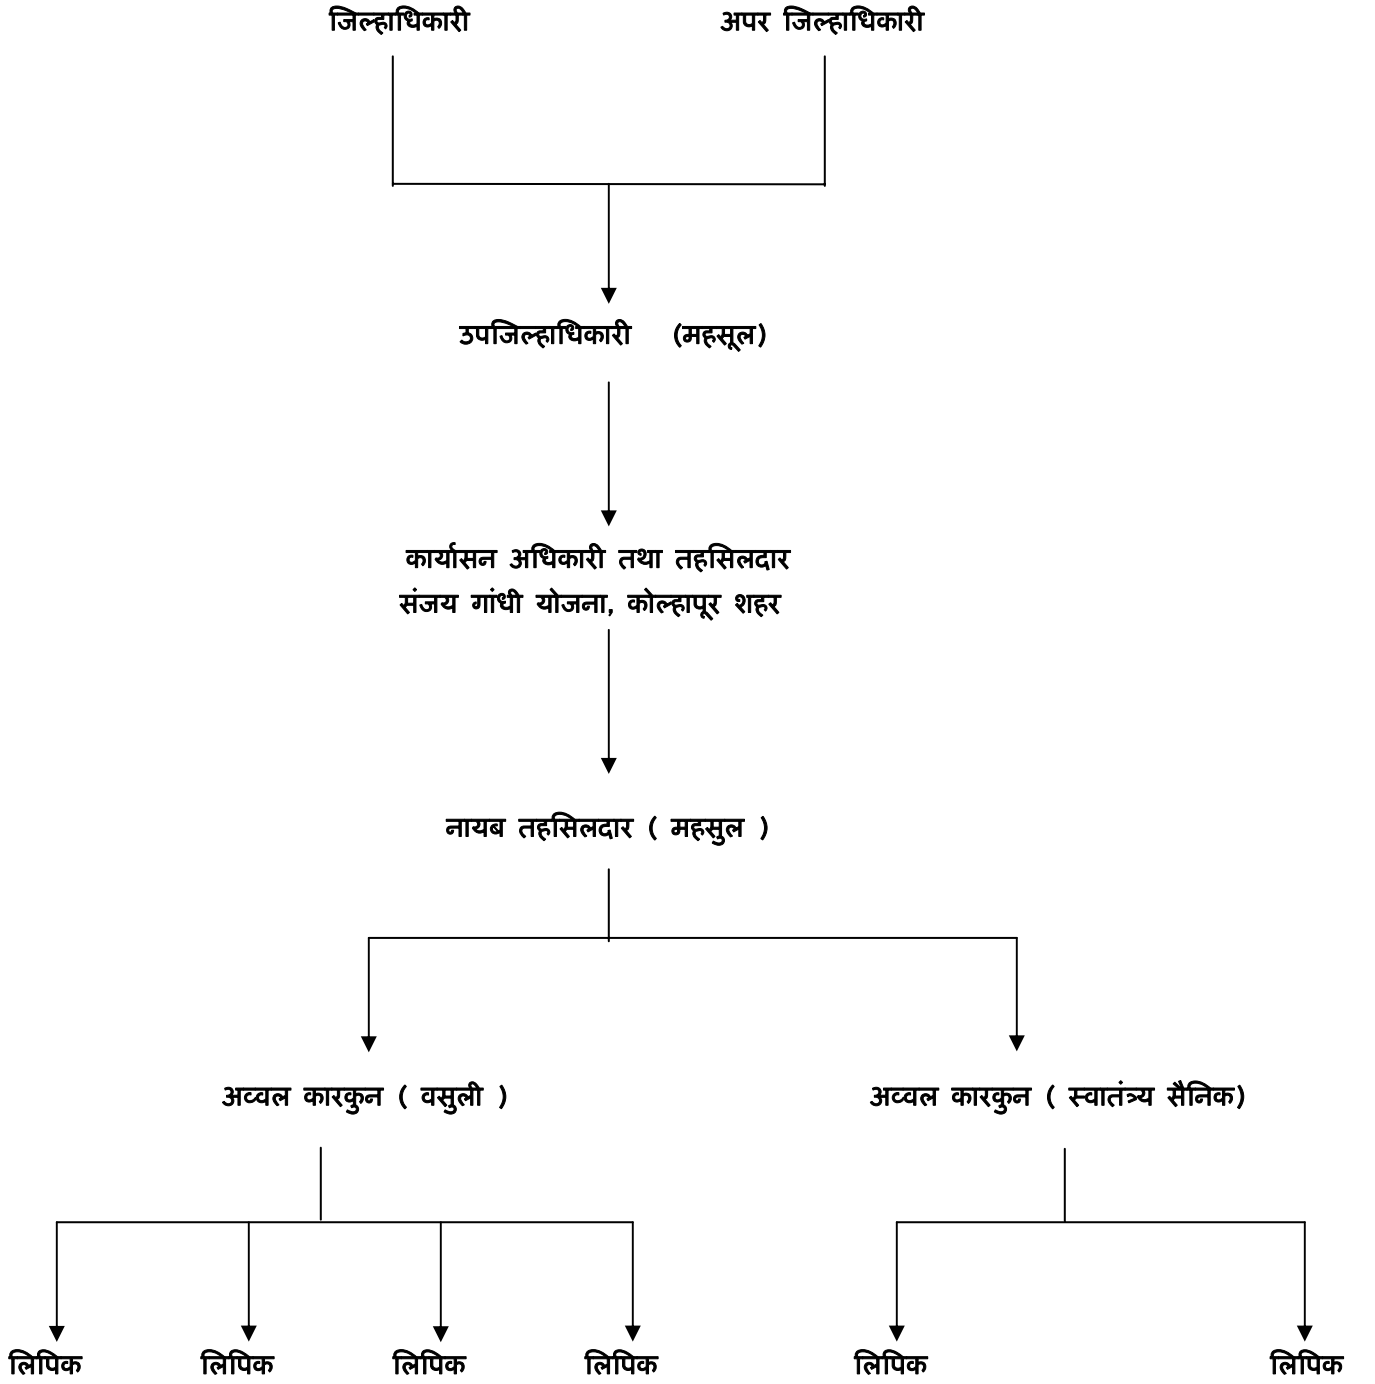 जिल्हाधिकारी अपर जिल्हाधिकारी
उपजिल्हाधिकारी (महसूल)
कार्यासन अधिकारी तथा तहसिलदार
संजय गांधी योजना, कोल्हापूर शहर
नायब तहसिलदार ( महसुल )
अव्वल कारकुन ( वसुली ) अव्वल कारकुन ( स्वातंत्र्य सैनिक)
लिपिक लिपिक लिपिक लिपिक लिपिक लिपिक